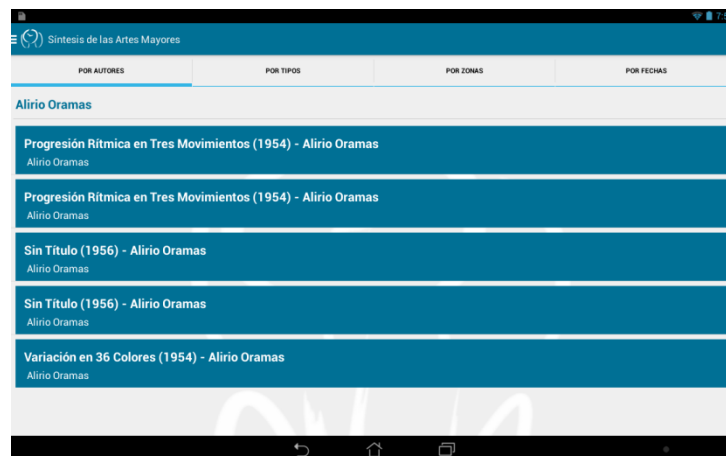 Síntesis de las Artes Mayores
POR AUTORES
POR TIPOS
POR ZONAS
POR FECHAS
Alirio Oramas
Progresión Rítmica en Tres Movimientos (1954) - Alirio Oramas
Alirio Oramas
Progresión Rítmica en Tres Movimientos (1954) - Alirio Oramas
Alirio Oramas
Sin Título (1956) - Alirio Oramas
Alirio Oramas
Sin Título (1956) - Alirio Oramas
Alirio Oramas
Variación en 36 Colores (1954) - Alirio Oramas
Alirio Oramas